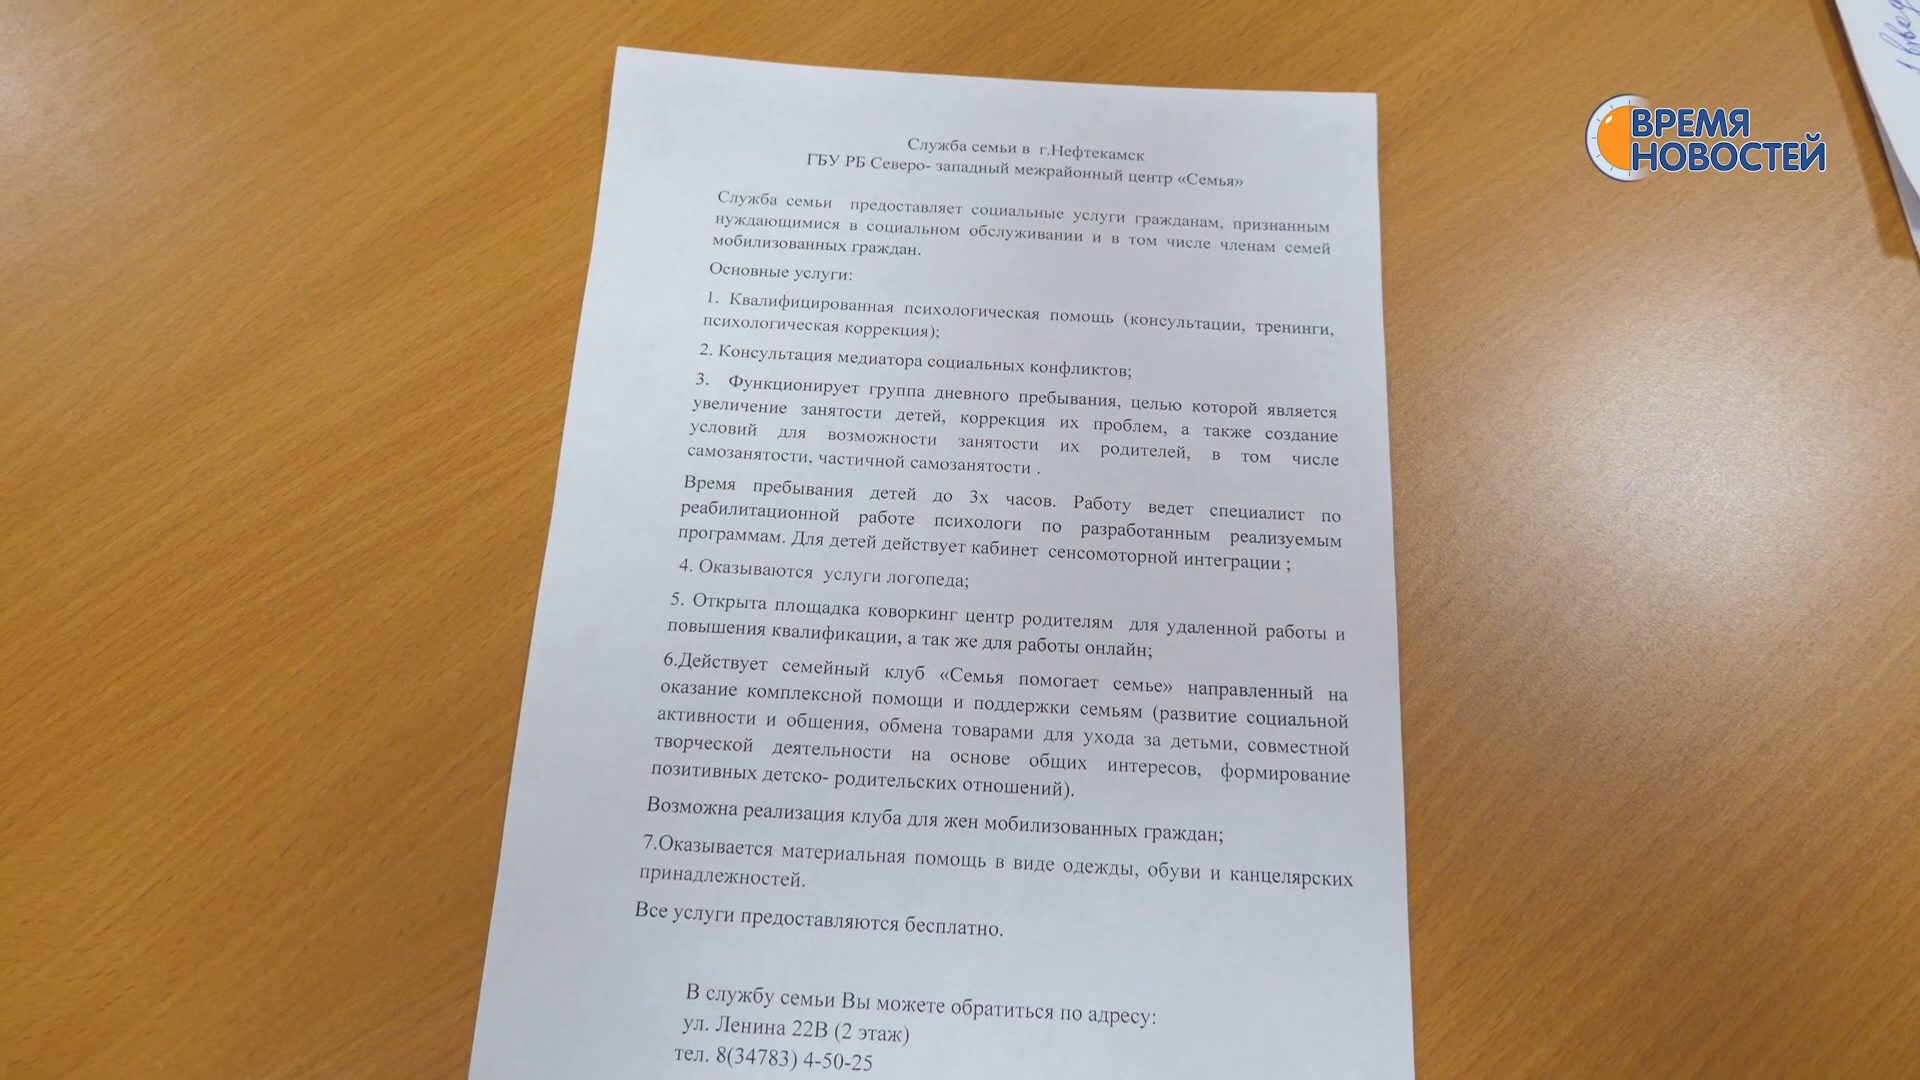 ВРЕМЯ
НОВОСТЕЙ
Служба семьи в г.Нефтекамск
ГБУ РБ Северо- западный межрайонный центр «Семья»
Служба семьи предоставляет социальные услуги гражданам, признанным
нуждающимися в социальном обслуживании и в том числе членам семей
мобилизованных граждан.
Основные услуги:
1. Квалифицированная психологическая помощь (консультации, тренинги,
психологическая коррекция);
2. Консультация медиатора социальных конфликтов;
3. Функционирует группа дневного пребывания, целью которой является
увеличение занятости детей, коррекция их проблем, а также создание
условий для возможности занятости их родителей, в том числе
самозанятости, частичной самозанятости .
Время пребывания детей до 3х часов. Работу ведет специалист по
реабилитационной работе психологи по разработанным реализуемым
программам. Для детей действует кабинет сенсомоторной интеграции ;
4. Оказываются услуги логопеда;
5. Открыта площадка коворкинг центр родителям для удаленной работы и
повышения квалификации, а так же для работы онлайн;
6.Действует семейный клуб «Семья помогает семье» направленный на
оказание комплексной помощи и поддержки семьям (развитие социальной
активности и общения, обмена товарами для ухода за детьми, совместной
творческой деятельности на основе общих интересов, формирование
позитивных детско- родительских отношений).
Возможна реализация клуба для жен мобилизованных граждан;
7.Оказывается материальная помощь в виде одежды, обуви и канцелярских
принадлежностей.
Все услуги предоставляются бесплатно.
В службу семьи Вы можете обратиться по адресу:
ул. Ленина 22В (2 этаж)
тел. 8(34783) 4-50-25